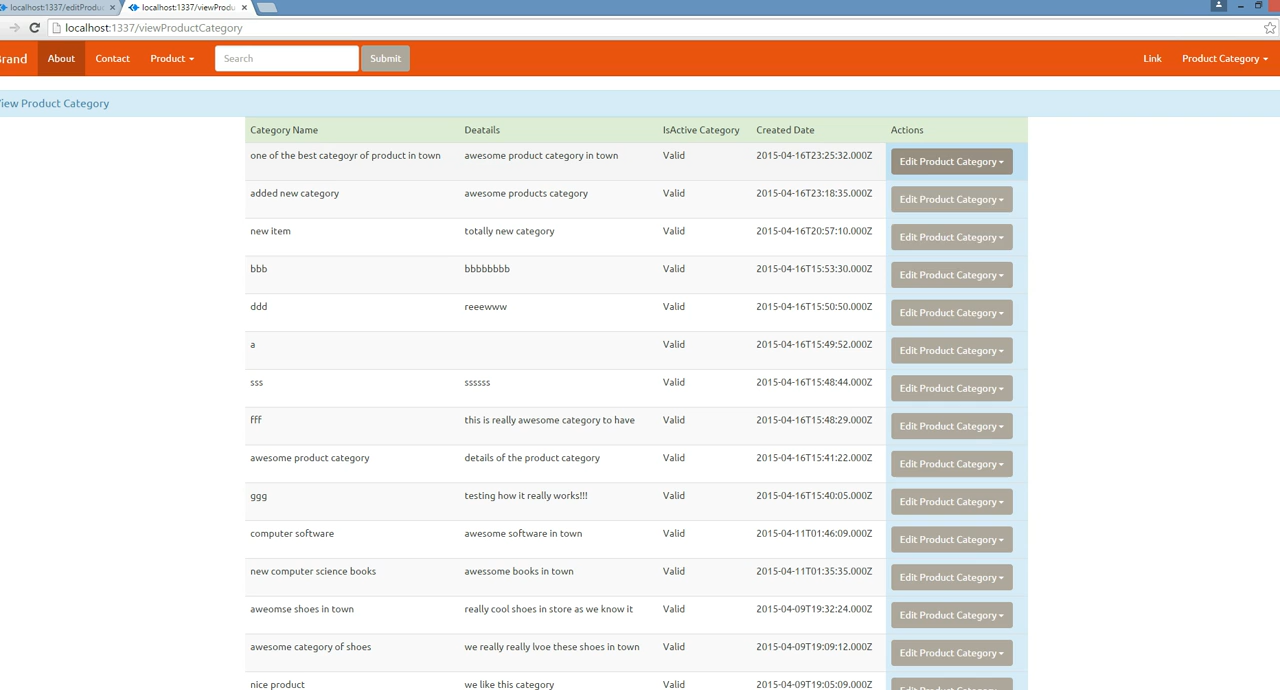 localhost:1337/editProdu
localhost:1337/viewProdu
localhost:1337/viewProductCategory
Brand About Contact Product Search Submit Link Product Category
View Product Category
Category Name Deatails IsActive Category Created Date Actions
one of the best categoyr of product in town awesome product category in town Valid 2015-04-16T23:25:32.000Z Edit Product Category
added new category awesome products category Valid 2015-04-16T23:18:35.000Z Edit Product Category
new item totally new category Valid 2015-04-16T20:57:10.000Z Edit Product Category
bbb bbbbbbbb Valid 2015-04-16T15:53:30.000Z Edit Product Category
ddd reeewww Valid 2015-04-16T15:50:50.000Z Edit Product Category
a Valid 2015-04-16T15:49:52.000Z Edit Product Category
sss ssssss Valid 2015-04-16T15:48:44.000Z Edit Product Category
fff this is really awesome category to have Valid 2015-04-16T15:48:29.000Z Edit Product Category
awesome product category details of the product category Valid 2015-04-16T15:41:22.000Z Edit Product Category
ggg testing how it really works!!! Valid 2015-04-16T15:40:05.000Z Edit Product Category
computer software awesome software in town Valid 2015-04-11T01:46:09.000Z Edit Product Category
new computer science books awessome books in town Valid 2015-04-11T01:35:35.000Z Edit Product Category
aweomse shoes in town really cool shoes in store as we know it Valid 2015-04-09T19:32:24.000Z Edit Product Category
awesome category of shoes we really really lvoe these shoes in town Valid 2015-04-09T19:09:12.000Z Edit Product Category
nice product we like this category Valid 2015-04-09T19:05:09.000Z Edit Product Category